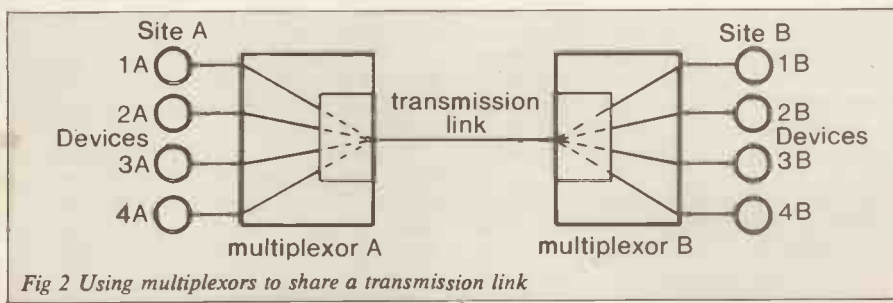 Site A
1A
2A
Devices
3A
4A
multiplexor A
transmission
link
Site B
1B
2B
Devices
3B
4B
multiplexor B
Fig 2 Using multiplexors to share a transmission link